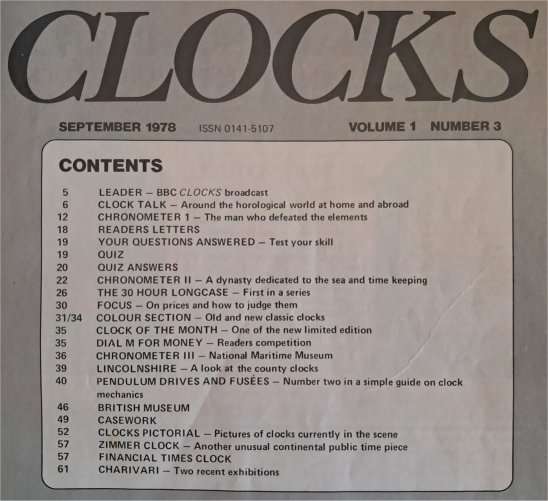 CLOCKS
SEPTEMBER 1978 ISSN 0141-5107 VOLUME 1 NUMBER 3
CONTENTS
5 LEADER – BBC CLOCKS broadcast
6 CLOCK TALK – Around the horological world at home and abroad
12 CHRONOMETER 1 – The man who defeated the elements
18 READERS LETTERS
19 YOUR QUESTIONS ANSWERED – Test your skill
19 QUIZ
20 QUIZ ANSWERS
22 CHRONOMETER II – A dynasty dedicated to the sea and time keeping
26 THE 30 HOUR LONGCASE – First in a series
30 FOCUS – On prices and how to judge them
31/34 COLOUR SECTION – Old and new classic clocks
35 CLOCK OF THE MONTH – One of the new limited edition
35 DIAL M FOR MONEY – Readers competition
36 CHRONOMETER III – National Maritime Museum
39 LINCOLNSHIRE – A look at the county clocks
40 PENDULUM DRIVES AND FUSÉES – Number two in a simple guide on clock
mechanics
46 BRITISH MUSEUM
49 CASEWORK
52 CLOCKS PICTORIAL – Pictures of clocks currently in the scene
57 ZIMMER CLOCK – Another unusual continental public time piece
57 FINANCIAL TIMES CLOCK
61 CHARIVARI – Two recent exhibitions